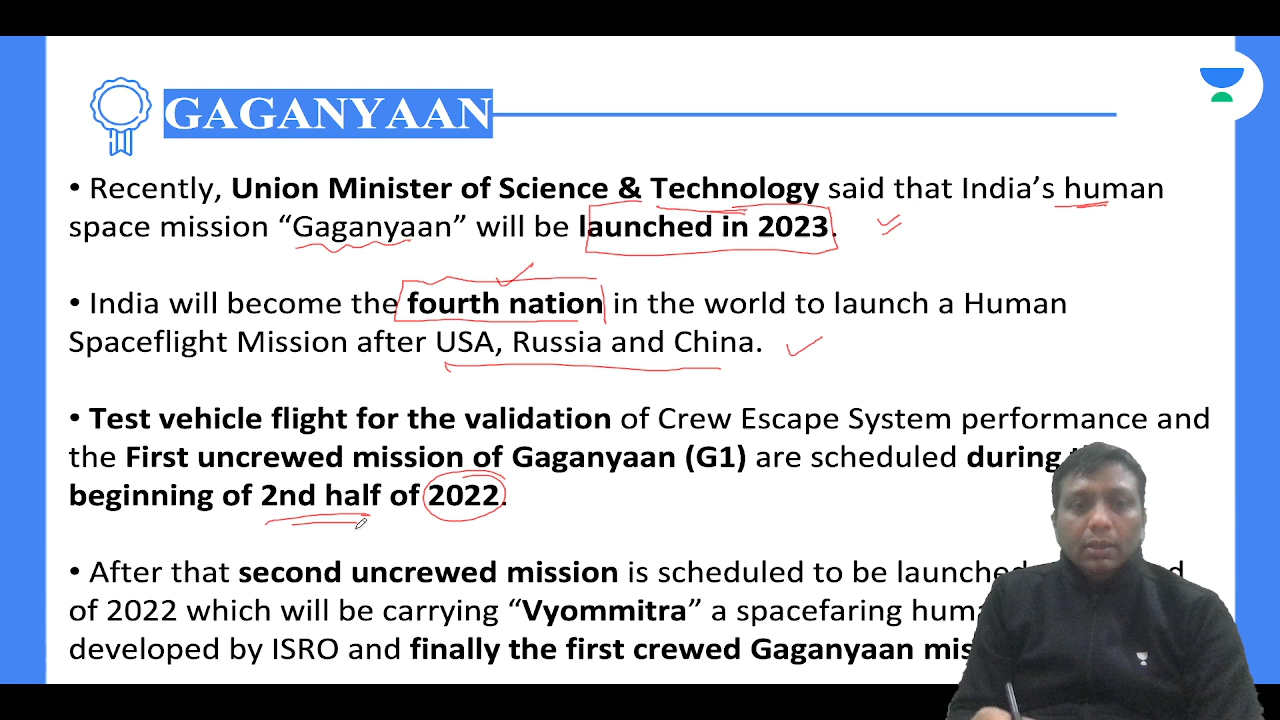 GAGANYAAN
• Recently, Union Minister of Science & Technology said that India’s human
space mission “Gaganyaan” will be launched in 2023.
• India will become the fourth nation in the world to launch a Human
Spaceflight Mission after USA, Russia and China.
• Test vehicle flight for the validation of Crew Escape System performance and
the First uncrewed mission of Gaganyaan (G1) are scheduled during
beginning of 2nd half of 2022.
• After that second uncrewed mission is scheduled to be launched
of 2022 which will be carrying “Vyommitra” a spacefaring
developed by ISRO and finally the first crewed Gaganyaan